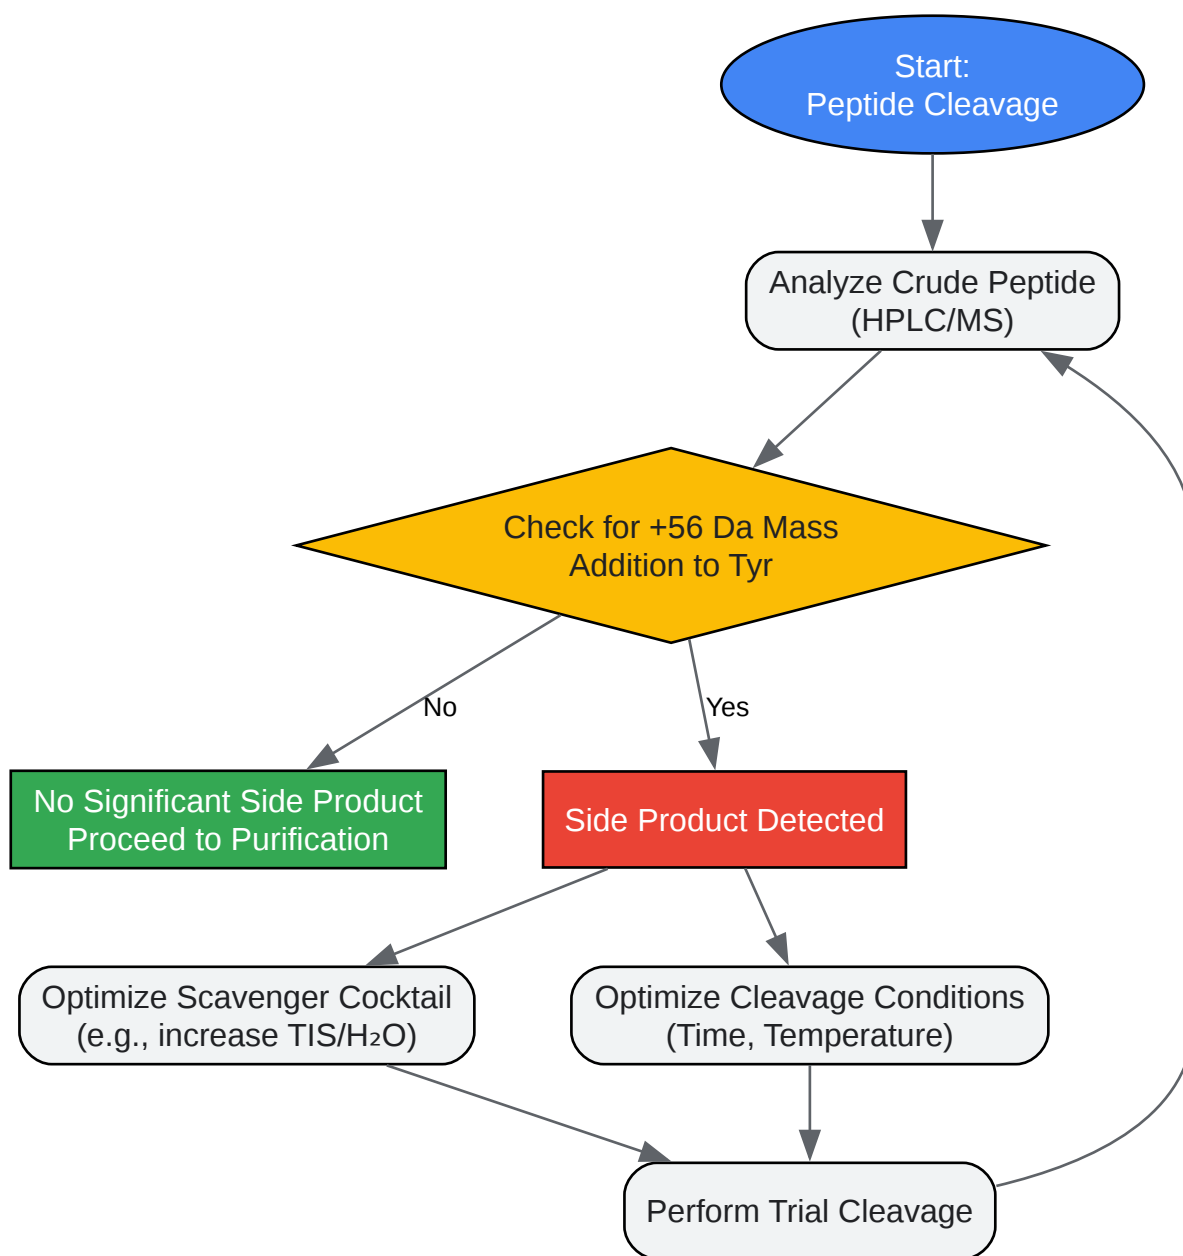 Start:
Peptide Cleavage
Analyze Crude Peptide
(HPLC/MS)
Check for +56 Da Mass
Addition to Tyr
No
Yes
No Significant Side Product
Proceed to Purification
Side Product Detected
Optimize Scavenger Cocktail
(e.g., increase TIS/H₂O)
Optimize Cleavage Conditions
(Time, Temperature)
Perform Trial Cleavage